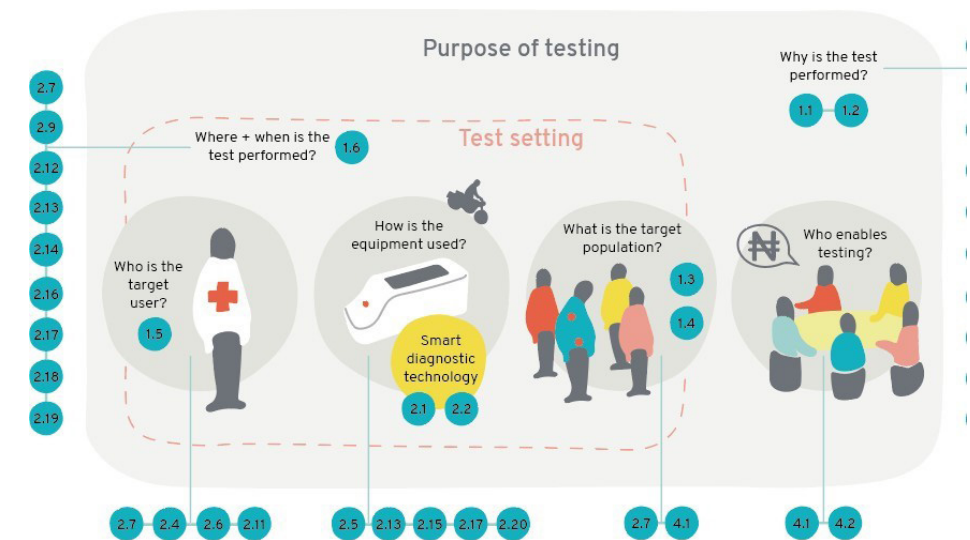 Purpose of testing
Why is the test
performed?
1.1
1.2
2.7
2.9
2.12
2.13
2.14
2.16
2.17
2.18
2.19
Where + when is the
test performed?
1.6
Test setting
Who is the
target
user?
1.5
How is the
equipment used?
Smart
diagnostic
technology
2.1
2.2
What is the target
population?
1.3
1.4
Who enables
testing?
₦
2.7
2.4
2.6
2.11
2.5
2.13
2.15
2.17
2.20
2.7
4.1
4.1
4.2